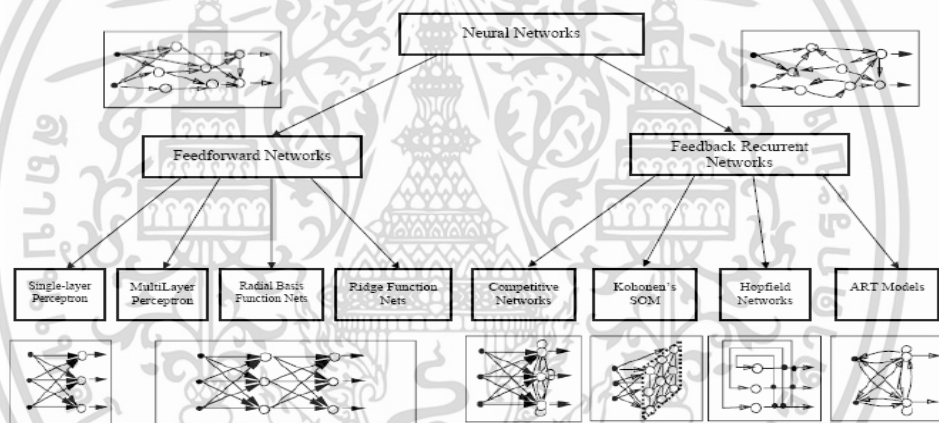 Neural Networks
Feedforward Networks
Feedback Recurrent
Networks
Single-layer
Perceptron
MultiLayer
Perceptron
Radial Basis
Function Nets
Ridge Function
Nets
Competitive
Networks
Kohonen's
SOM
Hopfield
Networks
ART Models